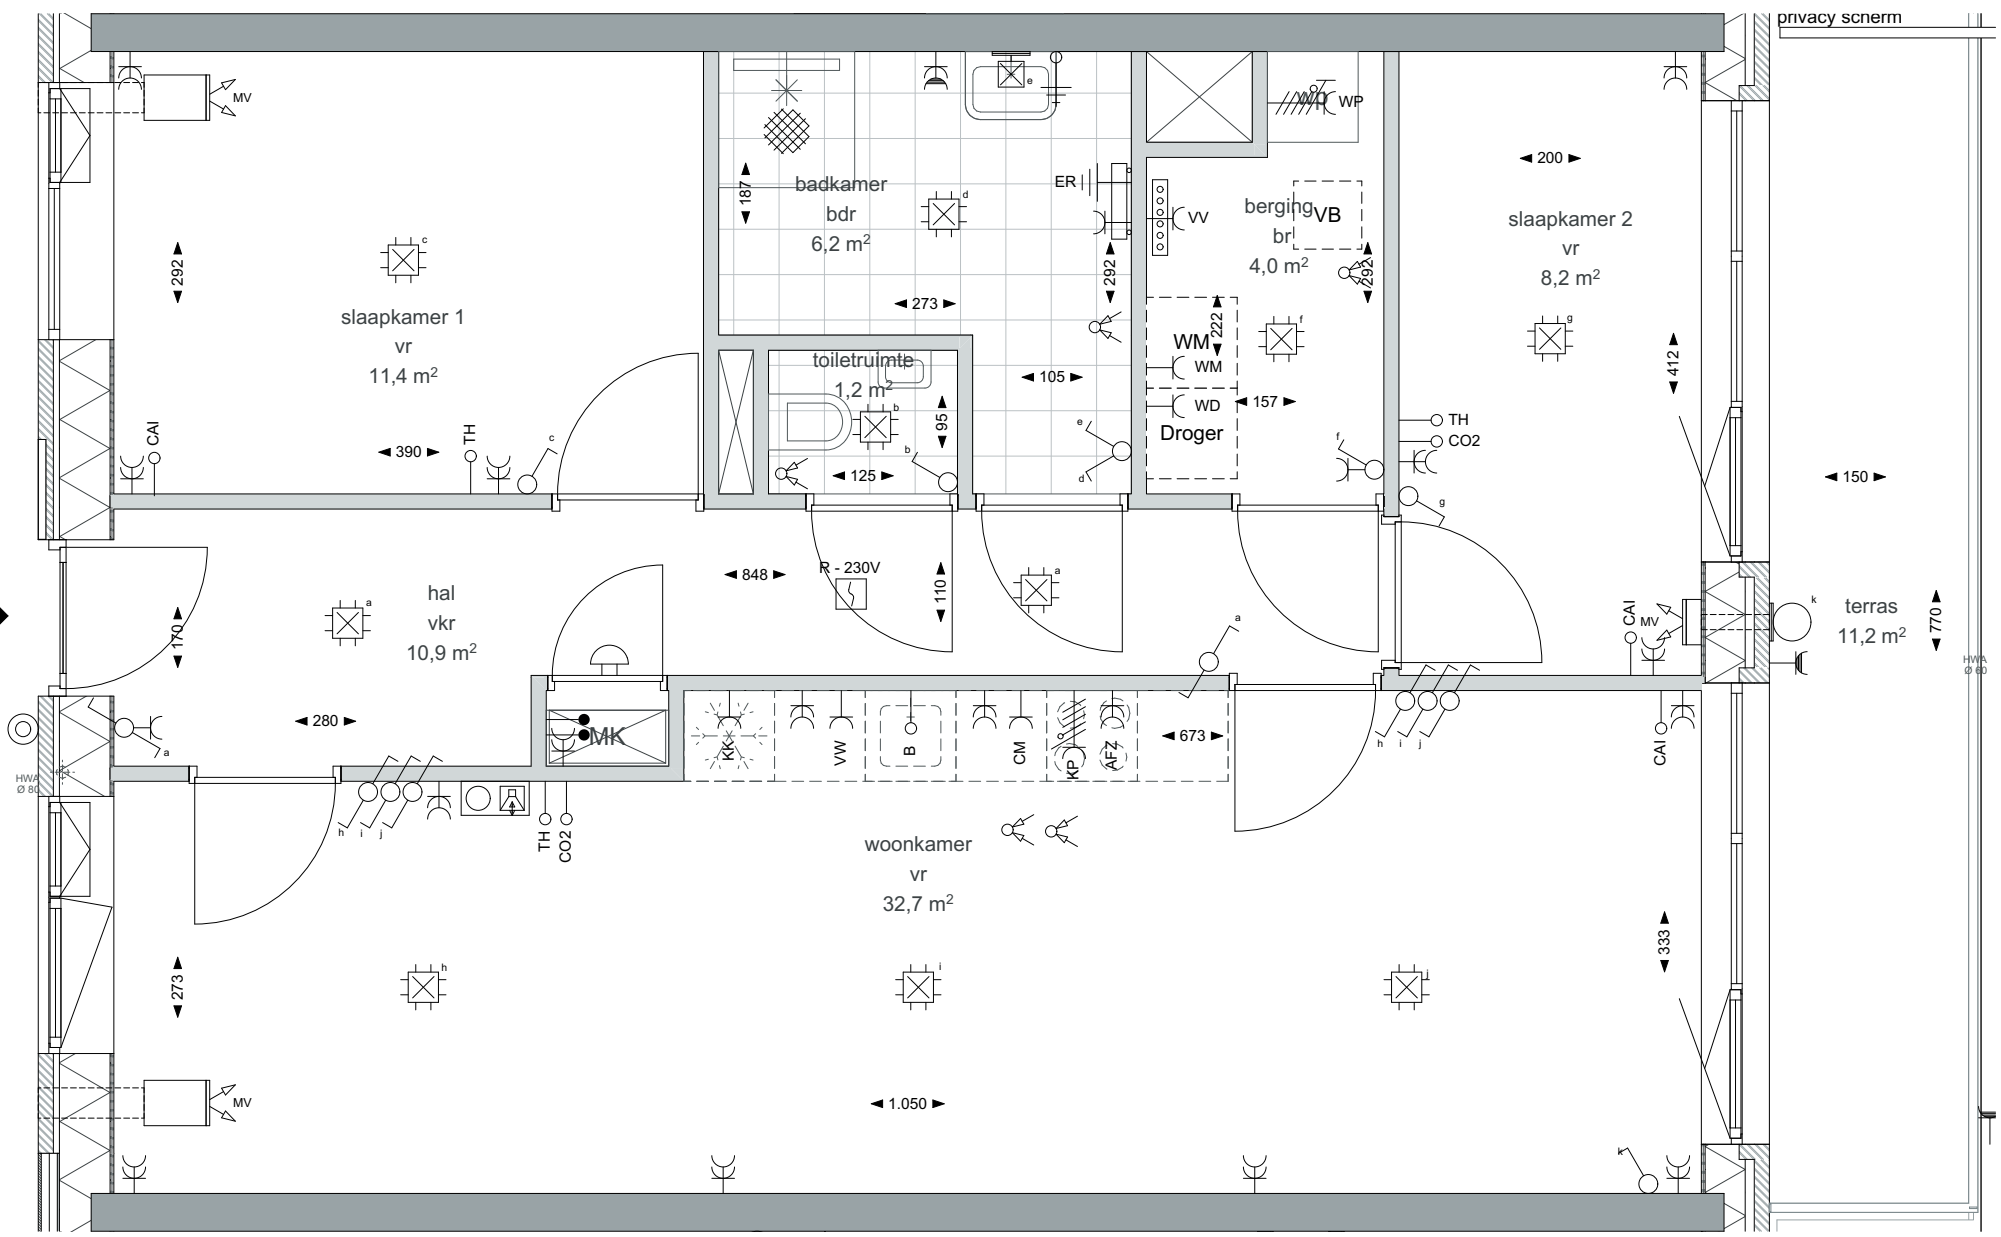 privacy scherm
MV
c
292
slaapkamer 1
vr
11,4 m²
CAI
390
TH
c
e
187
badkamer
bdr
6,2 m²
d
ER
292
273
toiletruimte
1,2 m²
b
95
125
b
105
e
d
wp
WP
VV
berging
br
4,0 m²
VB
292
222
WM
WM
WD
Droger
157
f
f
200
slaapkamer 2
vr
8,2 m²
g
412
TH
CO2
g
150
terras
11,2 m²
770
k
HWA
Ø 60
CAI
MV
hal
vkr
10,9 m²
a
170
280
a
848
R - 230V
110
a
a
HWA
Ø 80
MK
KK
VW
B
CM
KP
AFZ
673
h
i
j
CAI
h
i
j
TH
CO2
woonkamer
vr
32,7 m²
h
i
j
273
333
MV
1.050
k